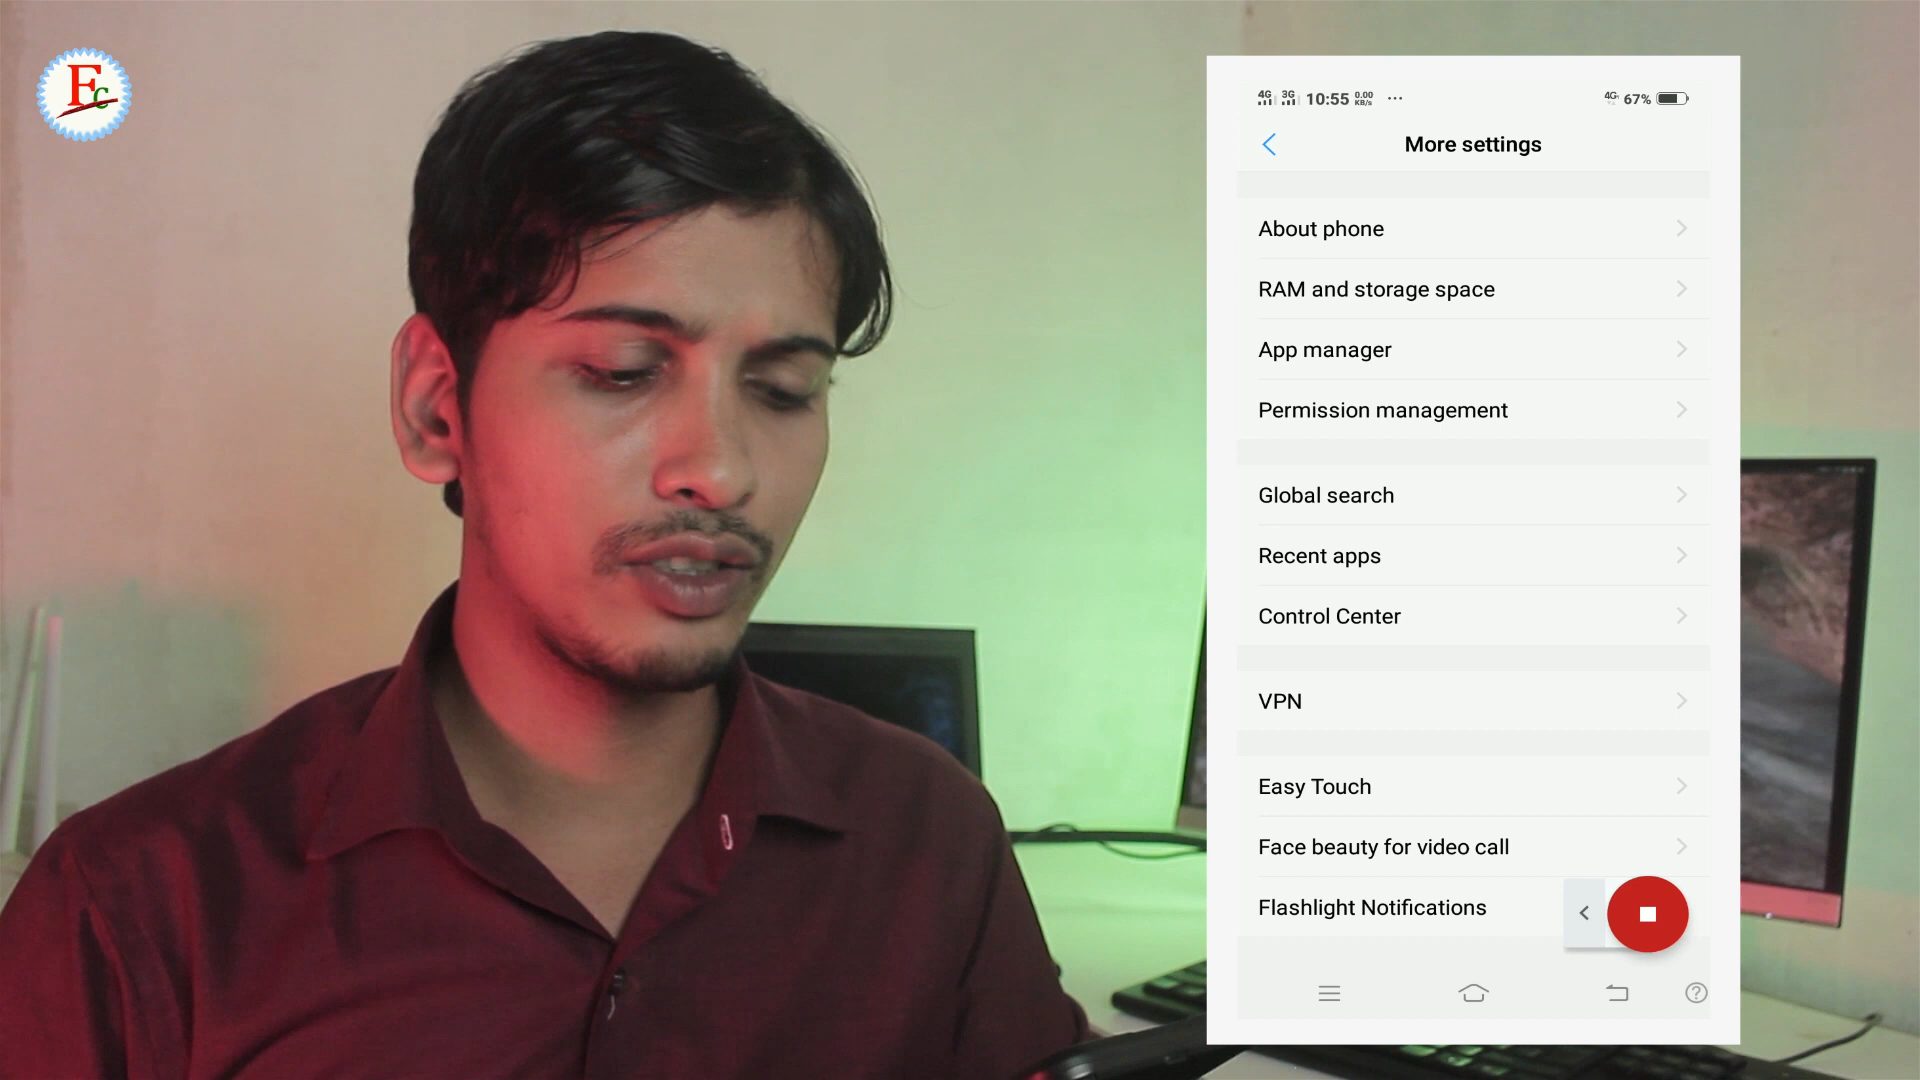 Fc
4G 3G 10:55 0.00 KB/s ... 4G 67%
More settings
About phone
RAM and storage space
App manager
Permission management
Global search
Recent apps
Control Center
VPN
Easy Touch
Face beauty for video call
Flashlight Notifications